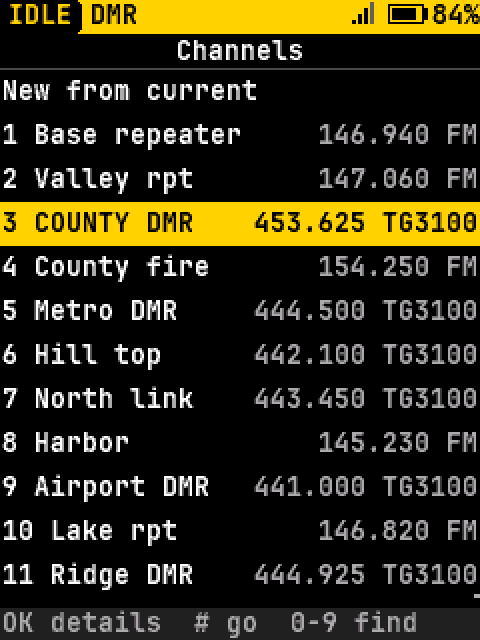 IDLE DMR 84%
Channels
New from current
1 Base repeater 146.940 FM
2 Valley rpt 147.060 FM
3 COUNTY DMR 453.625 TG3100
4 County fire 154.250 FM
5 Metro DMR 444.500 TG3100
6 Hill top 442.100 TG3100
7 North link 443.450 TG3100
8 Harbor 145.230 FM
9 Airport DMR 441.000 TG3100
10 Lake rpt 146.820 FM
11 Ridge DMR 444.925 TG3100
OK details # go 0-9 find